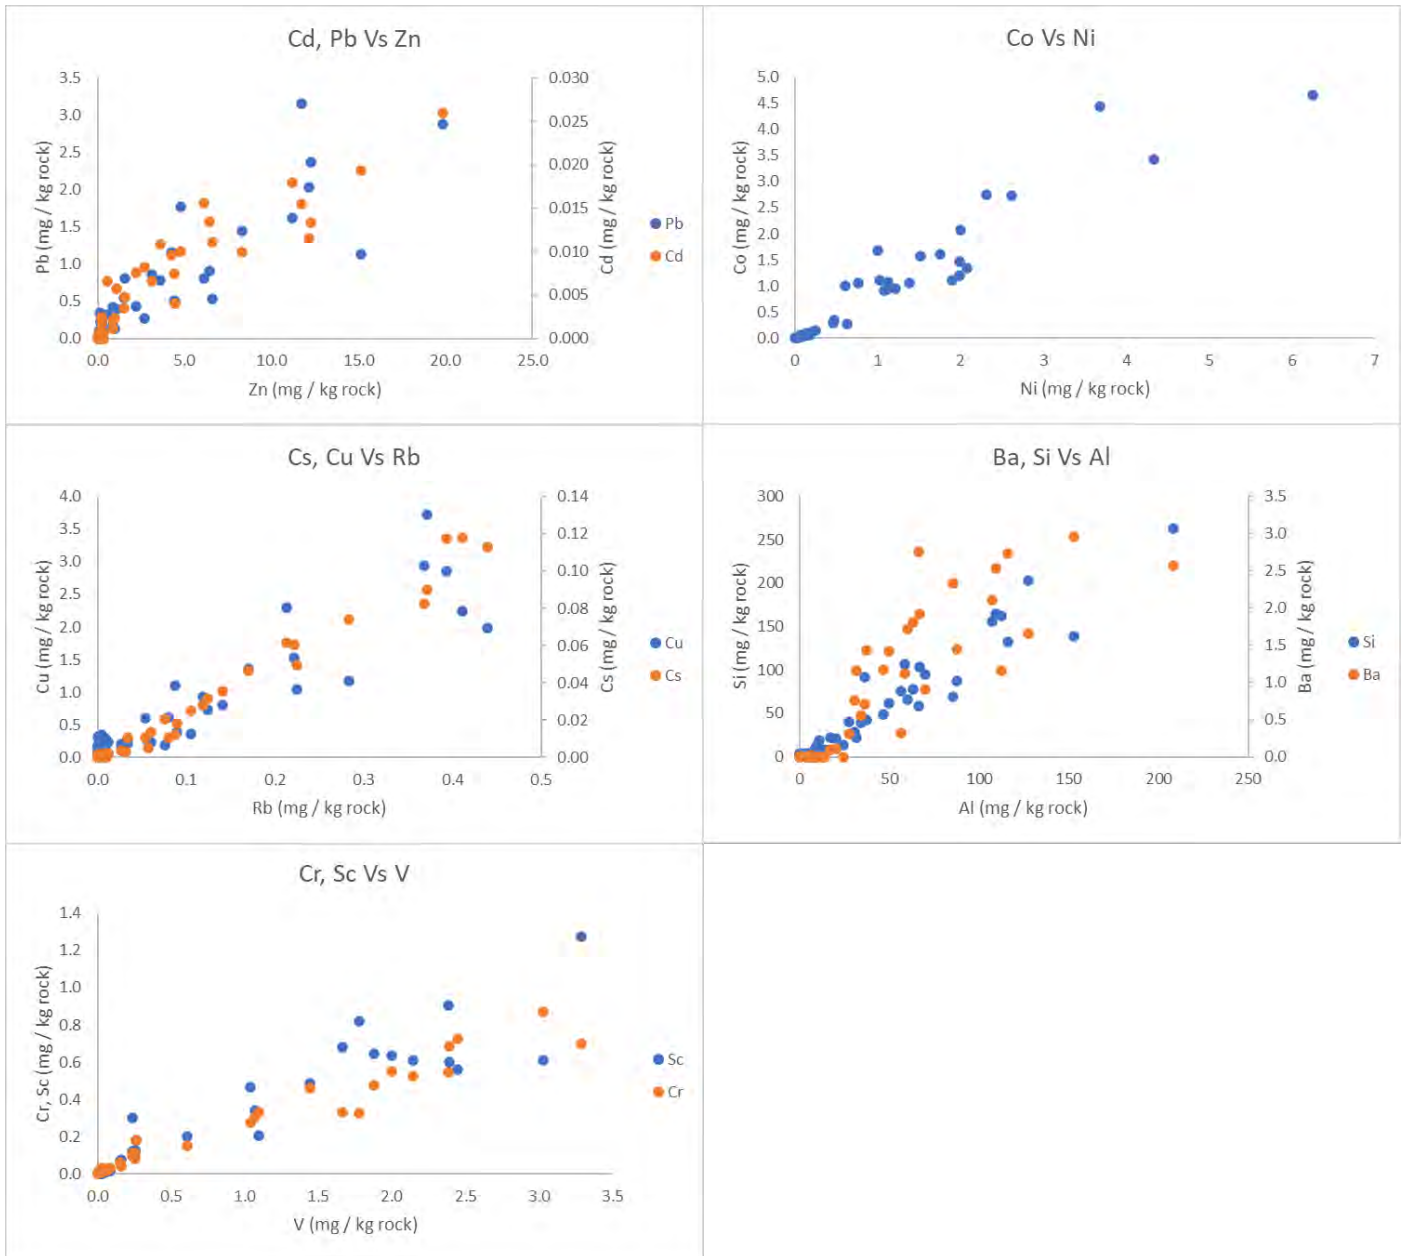 Cd, Pb Vs Zn
3.5
3.0
2.5
2.0
1.5
1.0
0.5
0.0
Pb (mg / kg rock)
0.030
0.025
0.020
0.015
0.010
0.005
0.000
Cd (mg / kg rock)
0.0 5.0 10.0 15.0 20.0 25.0
Zn (mg / kg rock)
Pb
Cd
Co Vs Ni
5.0
4.5
4.0
3.5
3.0
2.5
2.0
1.5
1.0
0.5
0.0
Co (mg / kg rock)
0 1 2 3 4 5 6 7
Ni (mg / kg rock)
Cs, Cu Vs Rb
4.0
3.5
3.0
2.5
2.0
1.5
1.0
0.5
0.0
Cu (mg / kg rock)
0.14
0.12
0.10
0.08
0.06
0.04
0.02
0.00
Cs (mg / kg rock)
0.0 0.1 0.2 0.3 0.4 0.5
Rb (mg / kg rock)
Cu
Cs
Ba, Si Vs Al
300
250
200
150
100
50
0
Si (mg / kg rock)
3.5
3.0
2.5
2.0
1.5
1.0
0.5
0.0
Ba (mg / kg rock)
0 50 100 150 200 250
Al (mg / kg rock)
Si
Ba
Cr, Sc Vs V
1.4
1.2
1.0
0.8
0.6
0.4
0.2
0.0
Cr, Sc (mg / kg rock)
0.0 0.5 1.0 1.5 2.0 2.5 3.0 3.5
V (mg / kg rock)
Sc
Cr